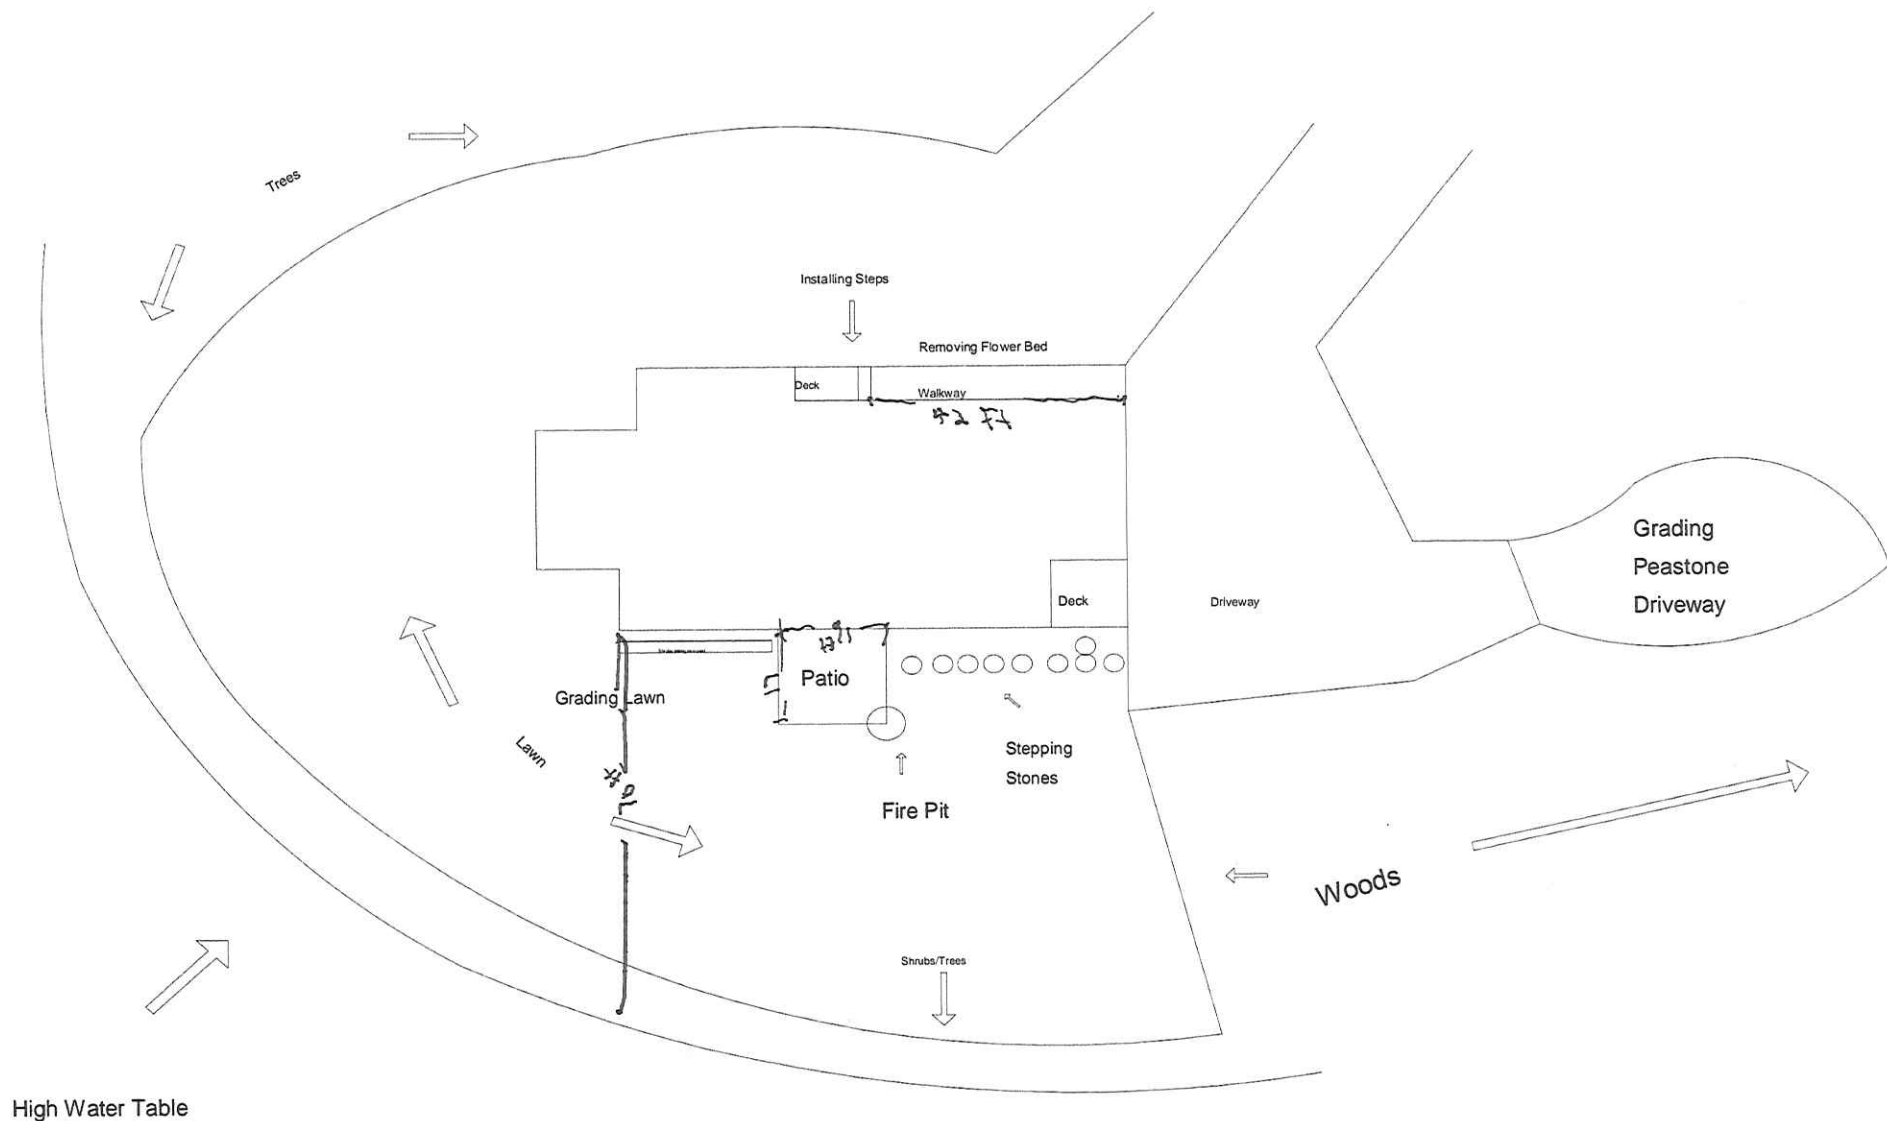 Trees
Installing Steps
Removing Flower Bed
Deck
Walkway
42 Ft
Grading
Peastone
Driveway
Deck
Driveway
Patio
Grading Lawn
Lawn
Stepping
Stones
Fire Pit
Woods
Shrubs/Trees
High Water Table